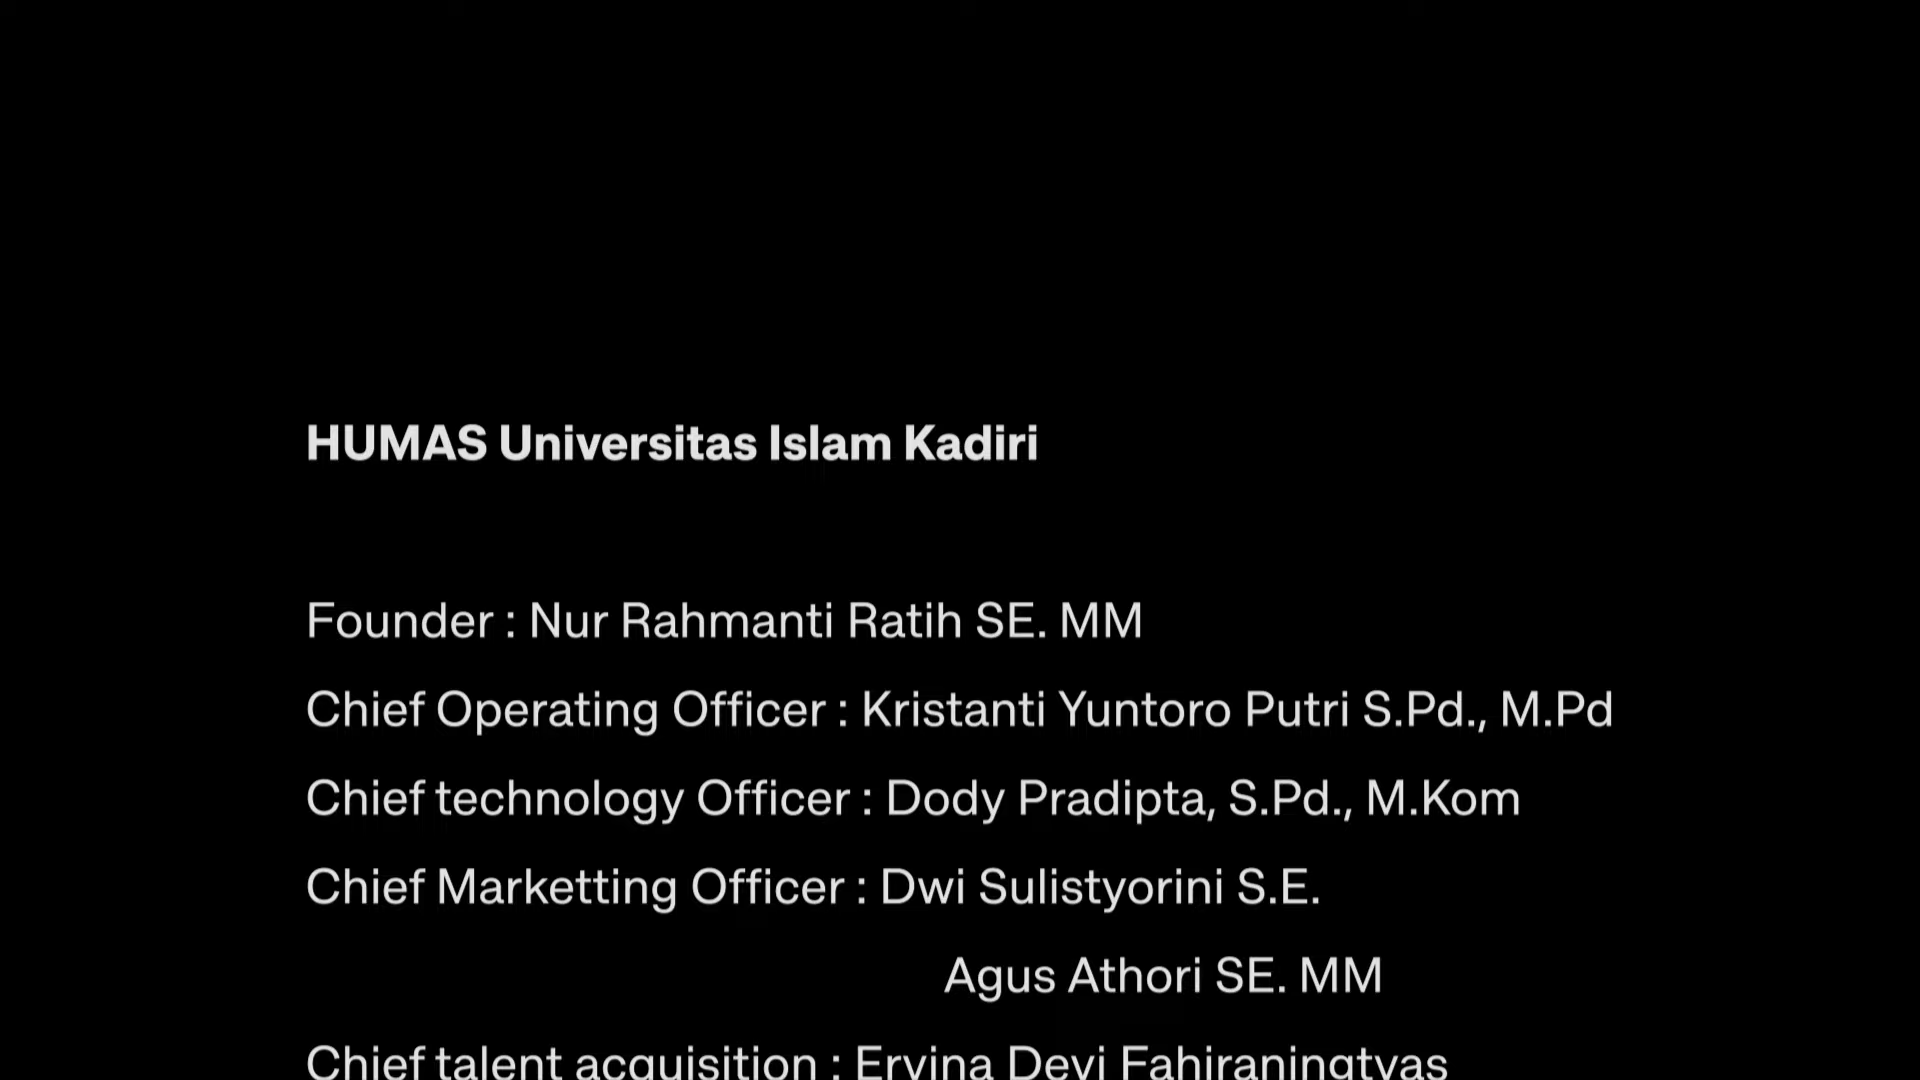 HUMAS Universitas Islam Kadiri
Founder : Nur Rahmanti Ratih SE. MM
Chief Operating Officer : Kristanti Yuntoro Putri S.Pd., M.Pd
Chief technology Officer : Dody Pradipta, S.Pd., M.Kom
Chief Marketting Officer : Dwi Sulistyorini S.E.
Agus Athori SE. MM
Chief talent acquisition : Ervina Devi Fahiraningtyas